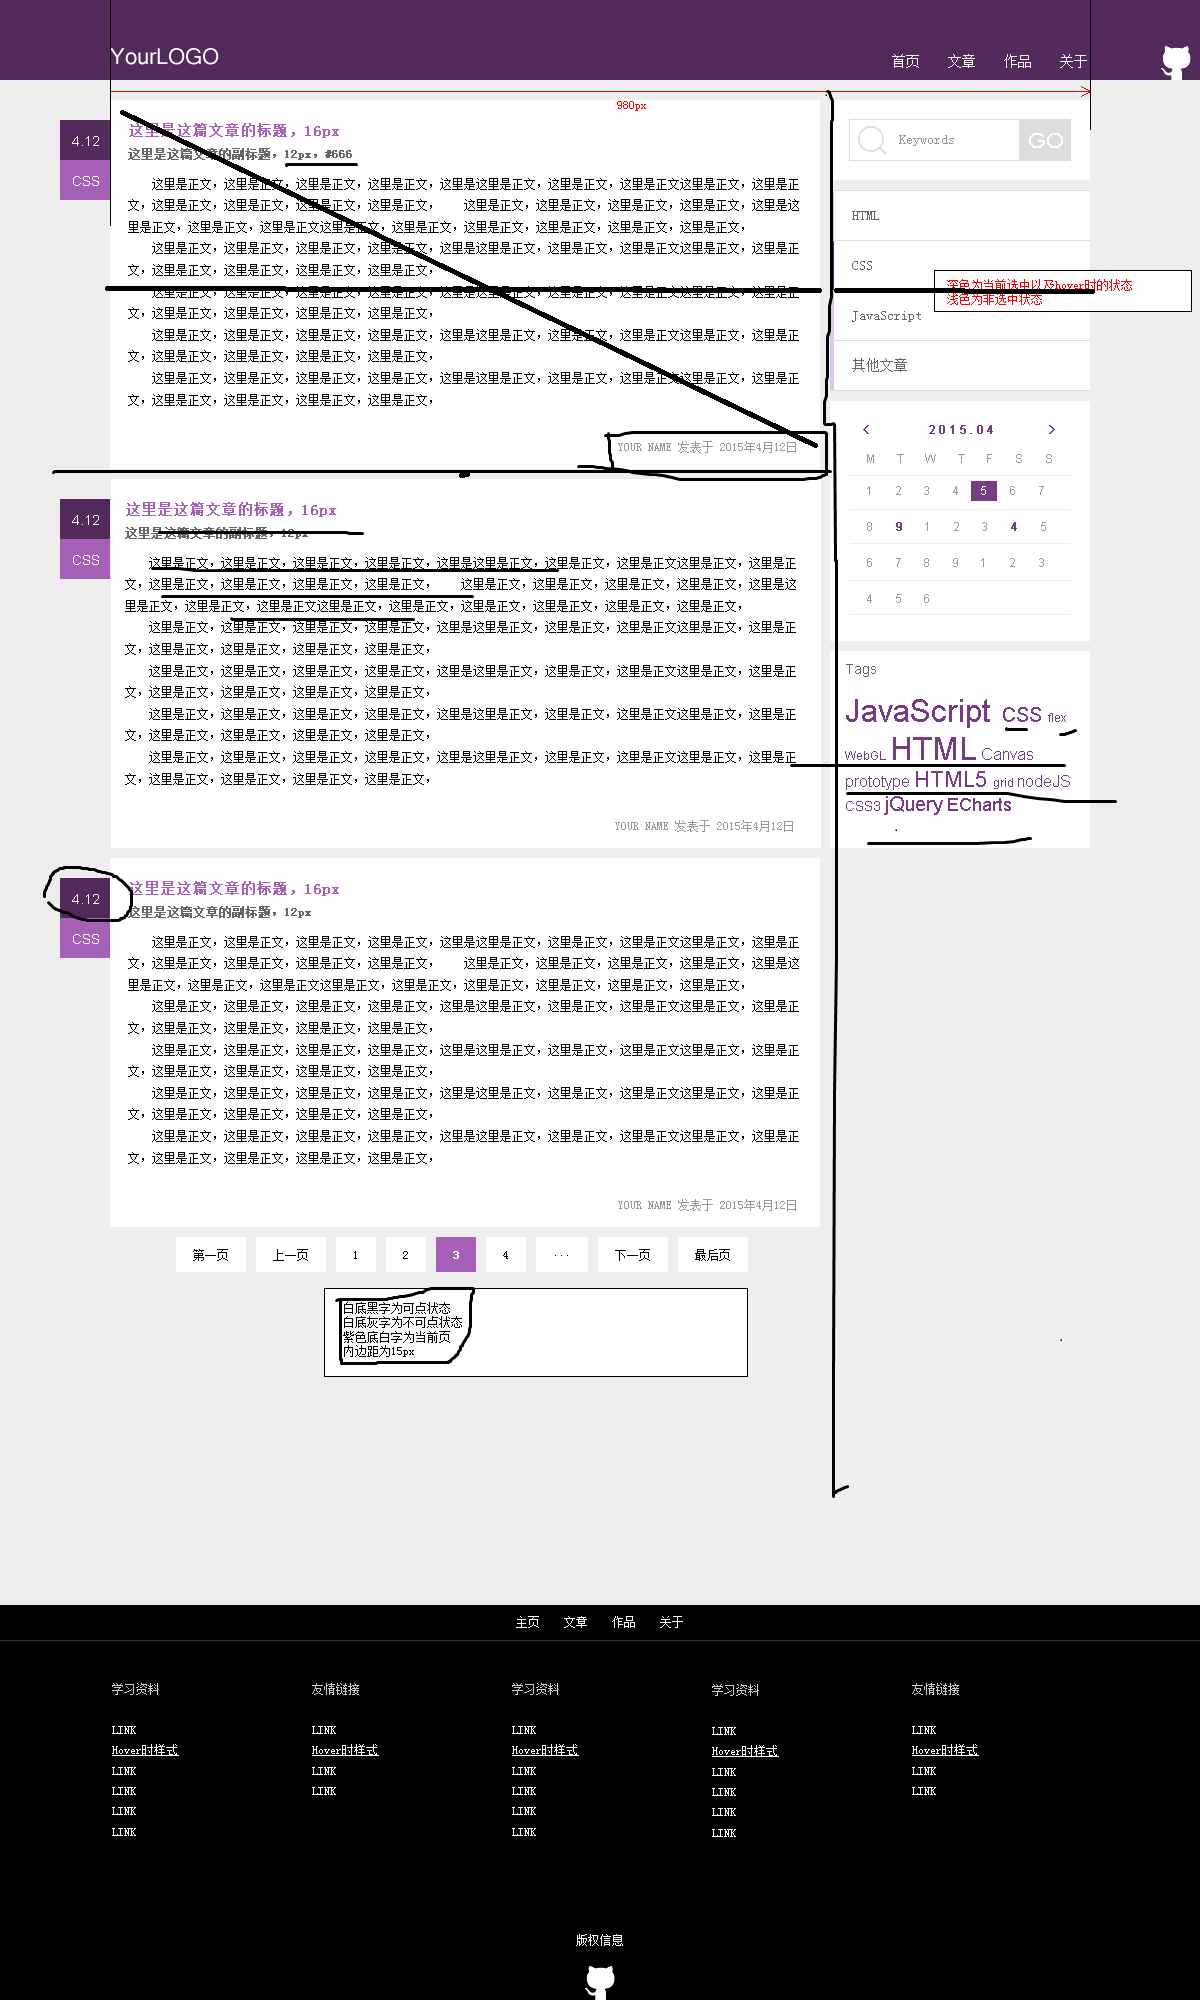 YourLOGO
首页 文章 作品 关于
980px
4.12
CSS
这里是这篇文章的标题，16px
这里是这篇文章的副标题，12px，#666
这里是正文，这里是正文，这里是正文，这里是正文，这里是这里是正文，这里是正文，这里是正文这里是正文，这里是正
文，这里是正文，这里是正文，这里是正文，这里是正文， 这里是正文，这里是正文，这里是正文，这里是正文，这里是这
里是正文，这里是正文，这里是正文这里是正文，这里是正文，这里是正文，这里是正文，这里是正文，这里是正文，
这里是正文，这里是正文，这里是正文，这里是正文，这里是这里是正文，这里是正文，这里是正文这里是正文，这里是正
文，这里是正文，这里是正文，这里是正文，这里是正文，
这里是正文，这里是正文，这里是正文，这里是正文，这里是这里是正文，这里是正文，这里是正文这里是正文，这里是正
文，这里是正文，这里是正文，这里是正文，这里是正文，
这里是正文，这里是正文，这里是正文，这里是正文，这里是这里是正文，这里是正文，这里是正文这里是正文，这里是正
文，这里是正文，这里是正文，这里是正文，这里是正文，
这里是正文，这里是正文，这里是正文，这里是正文，这里是这里是正文，这里是正文，这里是正文这里是正文，这里是正
文，这里是正文，这里是正文，这里是正文，这里是正文，
YOUR NAME 发表于 2015年4月12日
4.12
CSS
这里是这篇文章的标题，16px
这里是这篇文章的副标题，12px
这里是正文，这里是正文，这里是正文，这里是正文，这里是这里是正文，这里是正文，这里是正文这里是正文，这里是正
文，这里是正文，这里是正文，这里是正文，这里是正文， 这里是正文，这里是正文，这里是正文，这里是正文，这里是这
里是正文，这里是正文，这里是正文这里是正文，这里是正文，这里是正文，这里是正文，这里是正文，这里是正文，
这里是正文，这里是正文，这里是正文，这里是正文，这里是这里是正文，这里是正文，这里是正文这里是正文，这里是正
文，这里是正文，这里是正文，这里是正文，这里是正文，
这里是正文，这里是正文，这里是正文，这里是正文，这里是这里是正文，这里是正文，这里是正文这里是正文，这里是正
文，这里是正文，这里是正文，这里是正文，这里是正文，
这里是正文，这里是正文，这里是正文，这里是正文，这里是这里是正文，这里是正文，这里是正文这里是正文，这里是正
文，这里是正文，这里是正文，这里是正文，这里是正文，
这里是正文，这里是正文，这里是正文，这里是正文，这里是这里是正文，这里是正文，这里是正文这里是正文，这里是正
文，这里是正文，这里是正文，这里是正文，这里是正文，
YOUR NAME 发表于 2015年4月12日
4.12
CSS
这里是这篇文章的标题，16px
这里是这篇文章的副标题，12px
这里是正文，这里是正文，这里是正文，这里是正文，这里是这里是正文，这里是正文，这里是正文这里是正文，这里是正
文，这里是正文，这里是正文，这里是正文，这里是正文， 这里是正文，这里是正文，这里是正文，这里是正文，这里是这
里是正文，这里是正文，这里是正文这里是正文，这里是正文，这里是正文，这里是正文，这里是正文，这里是正文，
这里是正文，这里是正文，这里是正文，这里是正文，这里是这里是正文，这里是正文，这里是正文这里是正文，这里是正
文，这里是正文，这里是正文，这里是正文，这里是正文，
这里是正文，这里是正文，这里是正文，这里是正文，这里是这里是正文，这里是正文，这里是正文这里是正文，这里是正
文，这里是正文，这里是正文，这里是正文，这里是正文，
这里是正文，这里是正文，这里是正文，这里是正文，这里是这里是正文，这里是正文，这里是正文这里是正文，这里是正
文，这里是正文，这里是正文，这里是正文，这里是正文，
这里是正文，这里是正文，这里是正文，这里是正文，这里是这里是正文，这里是正文，这里是正文这里是正文，这里是正
文，这里是正文，这里是正文，这里是正文，这里是正文，
YOUR NAME 发表于 2015年4月12日
第一页 上一页 1 2 3 4 ··· 下一页 最后页
白底黑字为可点状态
白底灰字为不可点状态
紫色底白字为当前页
内边距为15px
Keywords GO
HTML
CSS
深色为当前选中以及hover时的状态
浅色为非选中状态
JavaScript
其他文章
< 2015.04 >
M T W T F S S
1 2 3 4 5 6 7
8 9 1 2 3 4 5
6 7 8 9 1 2 3
4 5 6
Tags
JavaScript CSS flex
WebGL HTML Canvas
prototype HTML5 grid nodeJS
CSS3 jQuery ECharts
主页 文章 作品 关于
学习资料
LINK
Hover时样式
LINK
LINK
LINK
LINK
友情链接
LINK
Hover时样式
LINK
LINK
学习资料
LINK
Hover时样式
LINK
LINK
LINK
LINK
学习资料
LINK
Hover时样式
LINK
LINK
LINK
LINK
友情链接
LINK
Hover时样式
LINK
LINK
版权信息